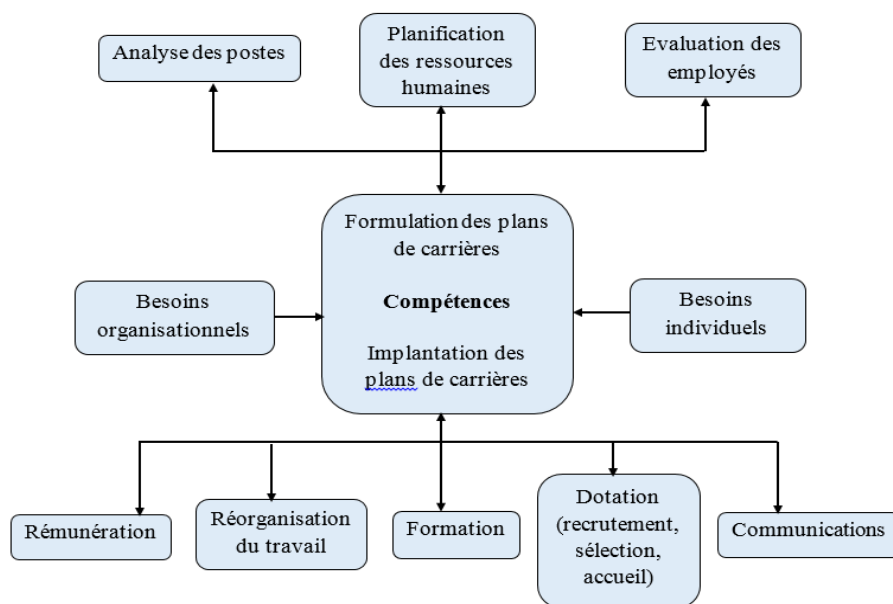 Analyse des postes
Planification
des ressources
humaines
Evaluation des
employés
Formulation des plans
de carrières
Compétences
Implantation des
plans de carrières
Besoins
organisationnels
Besoins
individuels
Rémunération
Réorganisation
du travail
Formation
Dotation
(recrutement,
sélection,
accueil)
Communications